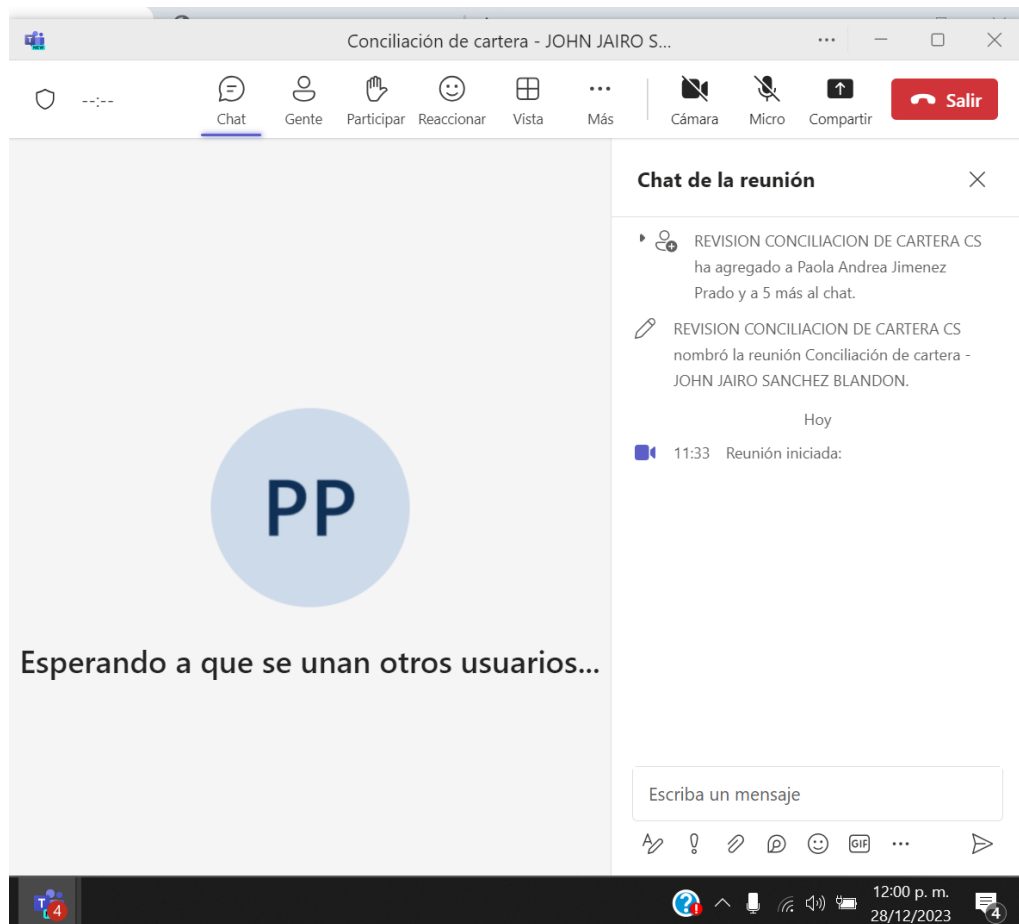 Conciliación de cartera - JOHN JAIRO S...
--:--
Chat
Gente
Participar
Reaccionar
Vista
Más
Cámara
Micro
Compartir
Salir
Chat de la reunión
REVISION CONCILIACION DE CARTERA CS
ha agregado a Paola Andrea Jimenez
Prado y a 5 más al chat.
REVISION CONCILIACION DE CARTERA CS
nombró la reunión Conciliación de cartera -
JOHN JAIRO SANCHEZ BLANDON.
Hoy
11:33 Reunión iniciada:
PP
Esperando a que se unan otros usuarios...
Escriba un mensaje
GIF
4
12:00 p. m.
28/12/2023
4